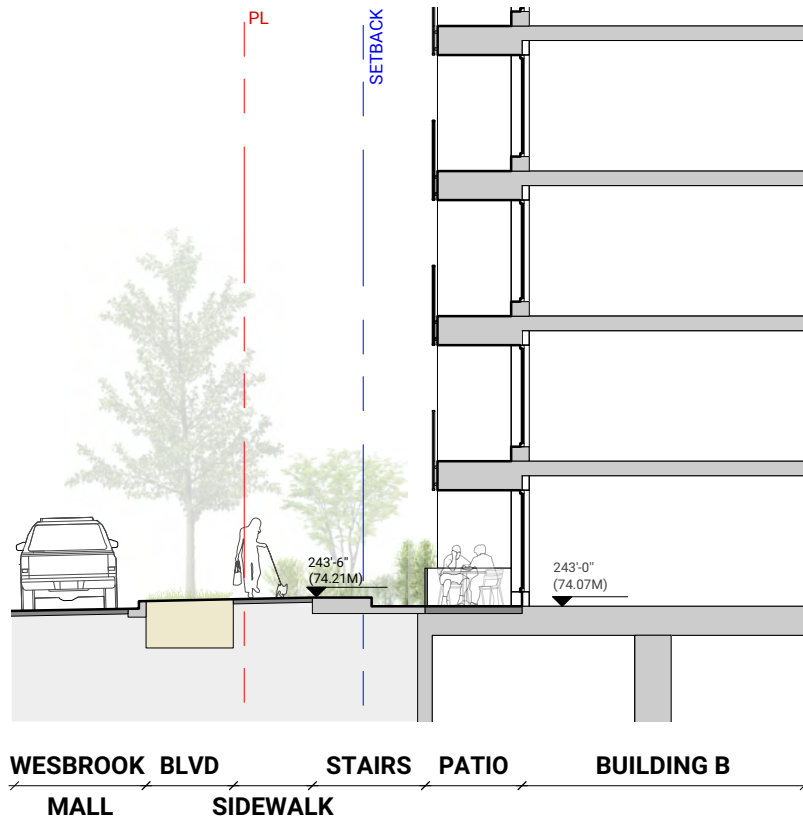 PL
SETBACK
243'-6"
(74.21M)
243'-0"
(74.07M)
WESBROOK BLVD STAIRS PATIO BUILDING B
MALL SIDEWALK